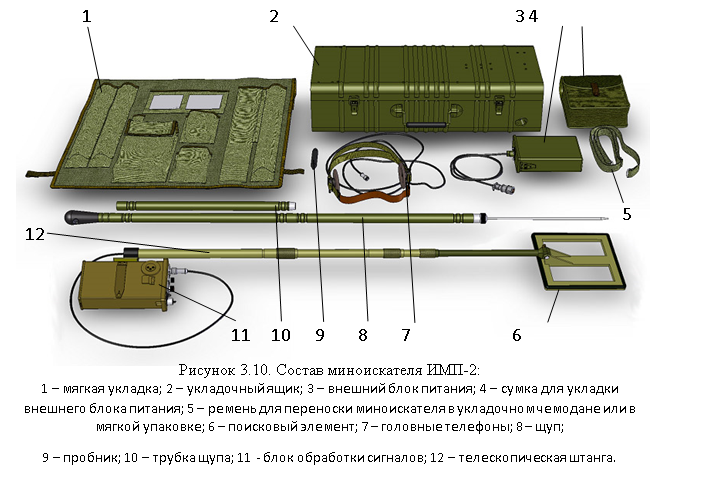 1
2
3 4
5
12
11
10
9
8
7
6
Рисунок 3.10. Состав миноискателя ИМП-2:
1 – мягкая укладка; 2 – укладочный ящик; 3 – внешний блок питания; 4 – сумка для укладки
внешнего блока питания; 5 – ремень для переноски миноискателя в укладочном чемодане или в
мягкой упаковке; 6 – поисковый элемент; 7 – головные телефоны; 8 – щуп;
9 – пробник; 10 – трубка щупа; 11 - блок обработки сигналов; 12 – телескопическая штанга.